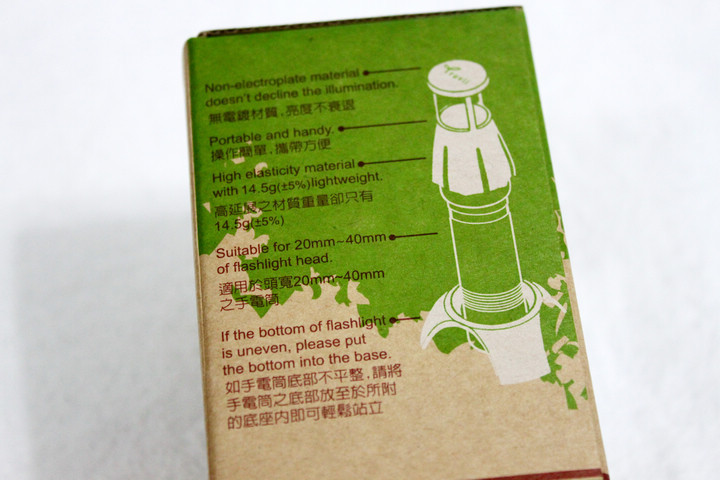 Non-electroplate material
doesn't decline the illumination.
無電鍍材質，亮度不衰退
Portable and handy.
操作簡單，攜帶方便
High elasticity material
with 14.5g(±5%)lightweight.
高延展之材質重量卻只有
14.5g(±5%)
Suitable for 20mm~40mm
of flashlight head.
適用於頭寬20mm~40mm
之手電筒
If the bottom of flashlight
is uneven, please put
the bottom into the base.
如手電筒底部不平整，請將
手電筒之底部放至於所附
的底座內即可輕鬆站立